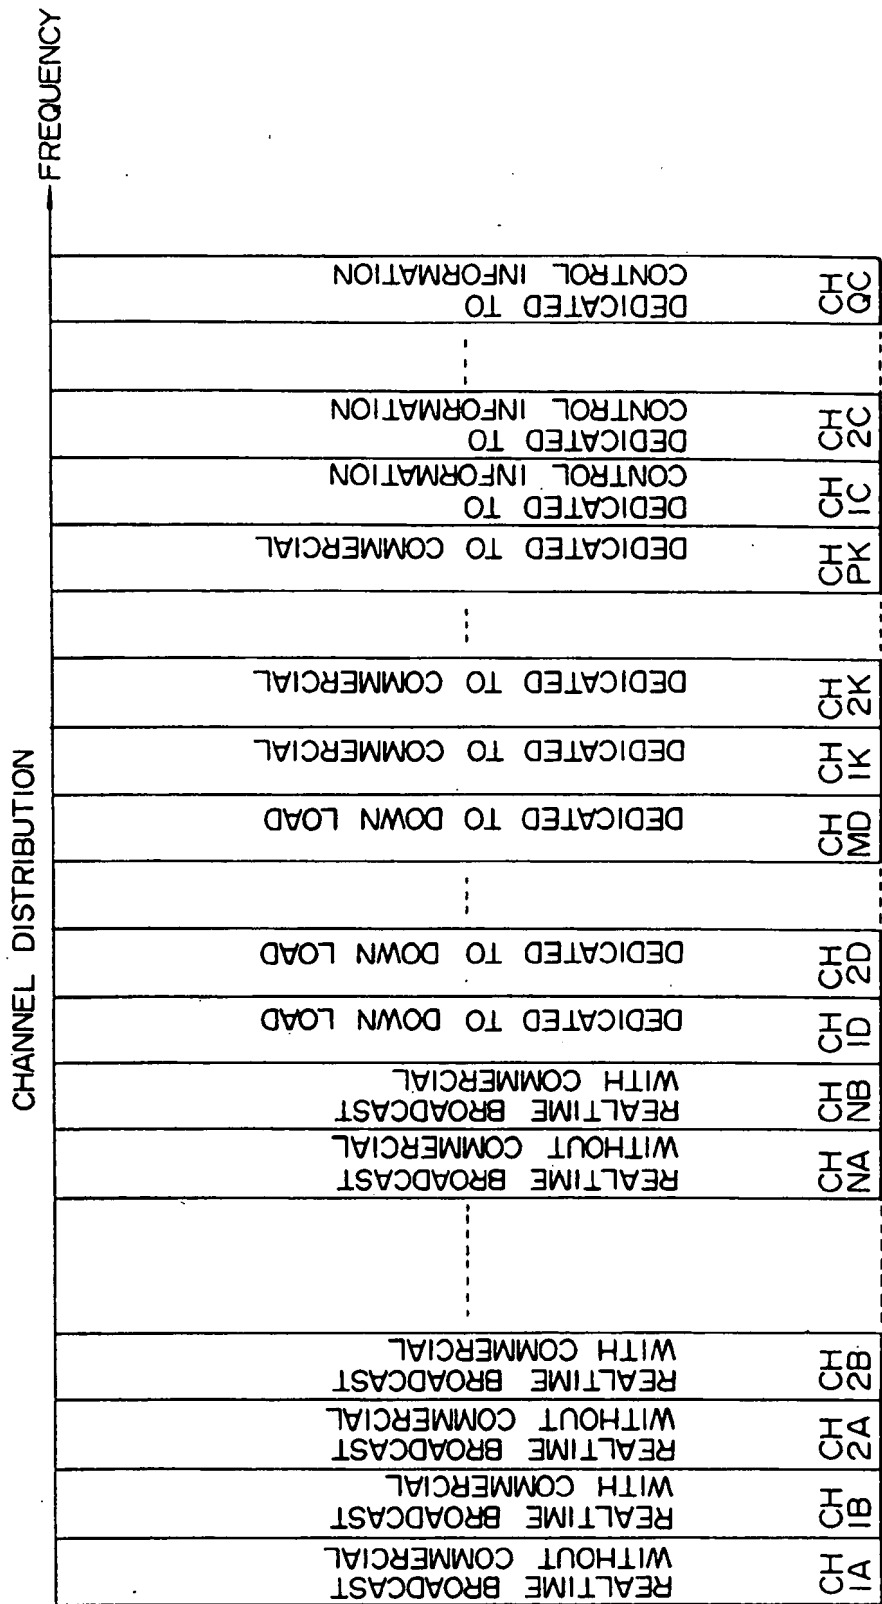 CHANNEL DISTRIBUTION
FREQUENCY
CH
1A
REALTIME BROADCAST
WITHOUT COMMERCIAL
CH
1B
REALTIME BROADCAST
WITH COMMERCIAL
CH
2A
REALTIME BROADCAST
WITHOUT COMMERCIAL
CH
2B
REALTIME BROADCAST
WITH COMMERCIAL
CH
NA
REALTIME BROADCAST
WITHOUT COMMERCIAL
CH
NB
REALTIME BROADCAST
WITH COMMERCIAL
CH
1D
DEDICATED TO DOWN LOAD
CH
2D
DEDICATED TO DOWN LOAD
CH
MD
DEDICATED TO DOWN LOAD
CH
1K
DEDICATED TO COMMERCIAL
CH
2K
DEDICATED TO COMMERCIAL
CH
PK
DEDICATED TO COMMERCIAL
CH
1C
DEDICATED TO
CONTROL INFORMATION
CH
2C
DEDICATED TO
CONTROL INFORMATION
CH
QC
DEDICATED TO
CONTROL INFORMATION